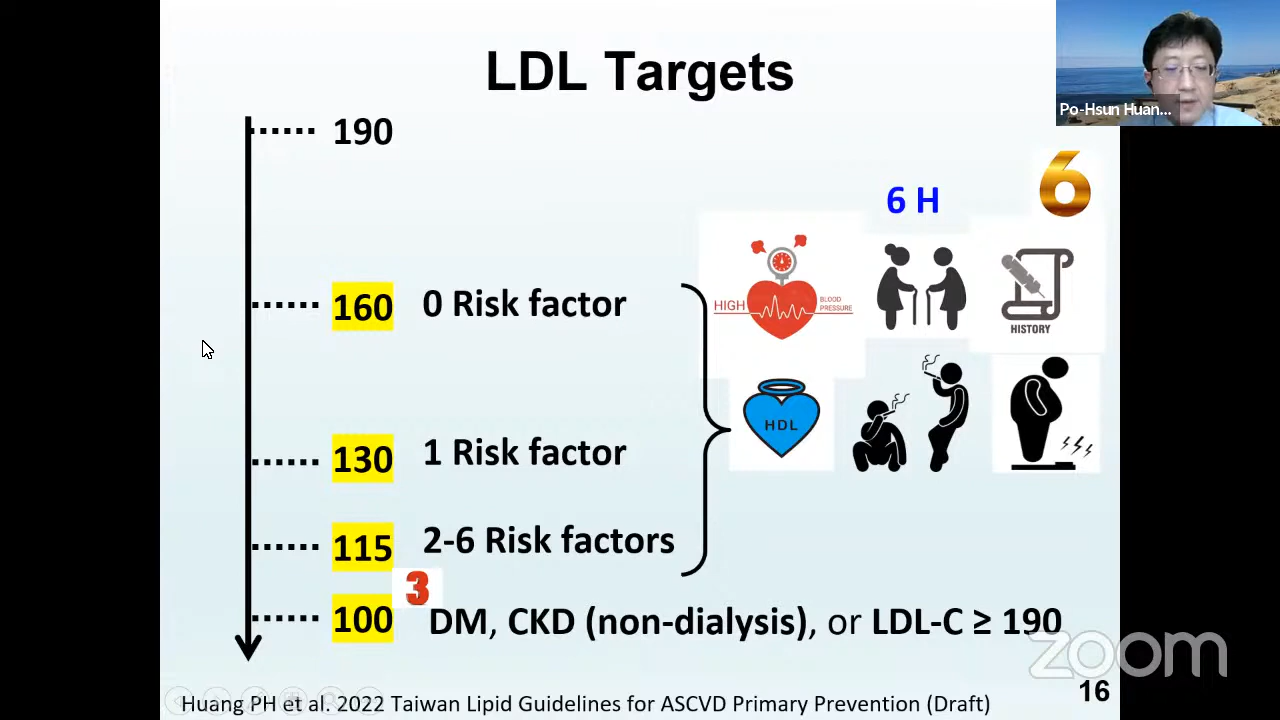 LDL Targets
Po-Hsun Huan...
190
6 H
6
HIGH
BLOOD
PRESSURE
HISTORY
160 0 Risk factor
HDL
130 1 Risk factor
115 2-6 Risk factors
3
100 DM, CKD (non-dialysis), or LDL-C ≥ 190
zoom
16
Huang PH et al. 2022 Taiwan Lipid Guidelines for ASCVD Primary Prevention (Draft)